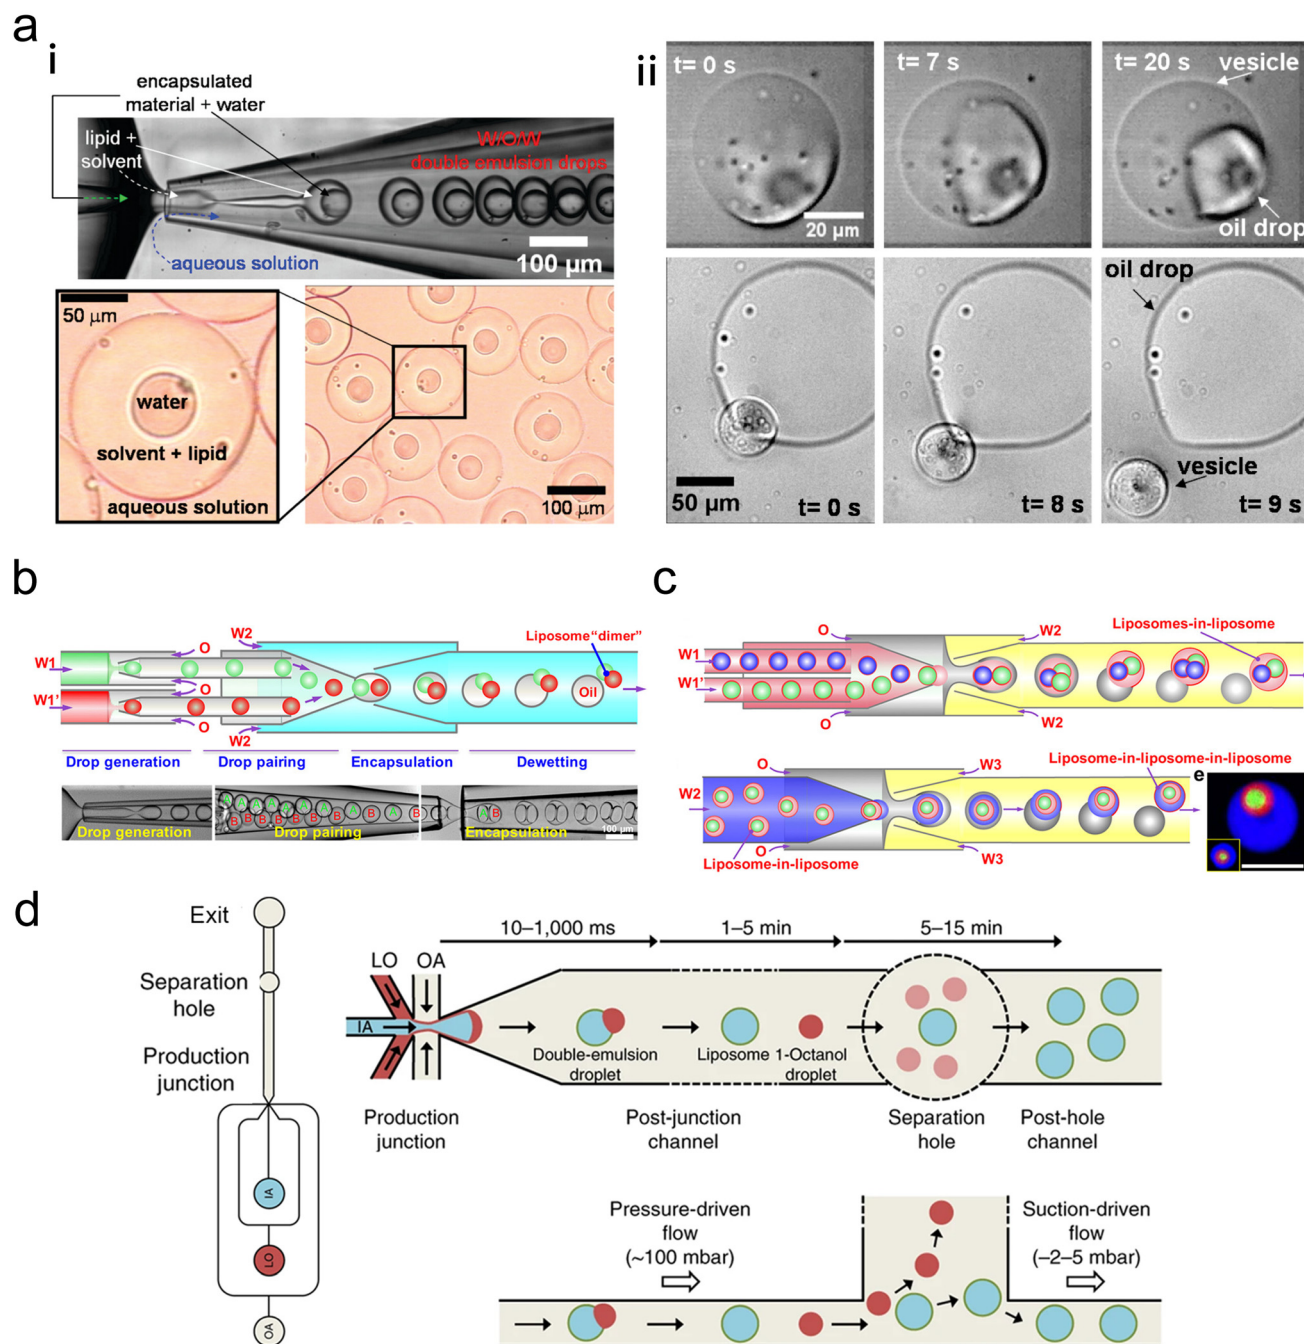 a
i
encapsulated
material + water
lipid +
solvent
W/O/W
double emulsion drops
aqueous solution
100 µm
50 µm
water
solvent + lipid
aqueous solution
100 µm
ii
t= 0 s
t= 7 s
t= 20 s
vesicle
20 µm
oil drop
oil drop
vesicle
50 µm
t= 0 s
t= 8 s
t= 9 s
b
W1
W1'
O
O
O
W2
W2
Liposome"dimer"
Oil
Drop generation
Drop pairing
Encapsulation
Dewetting
A A A A A A A A
B B B B B B B B
A B
Drop generation
Drop pairing
Encapsulation
100 µm
c
W1
W1'
O
O
W2
W2
Liposomes-in-liposome
W2
O
O
W3
W3
Liposome-in-liposome
Liposome-in-liposome-in-liposome
e
d
Exit
Separation
hole
Production
junction
IA
LO
OA
10–1,000 ms
1–5 min
5–15 min
LO
OA
IA
Double-emulsion
droplet
Liposome
1-Octanol
droplet
Production
junction
Post-junction
channel
Separation
hole
Post-hole
channel
Pressure-driven
flow
(~100 mbar)
Suction-driven
flow
(–2–5 mbar)